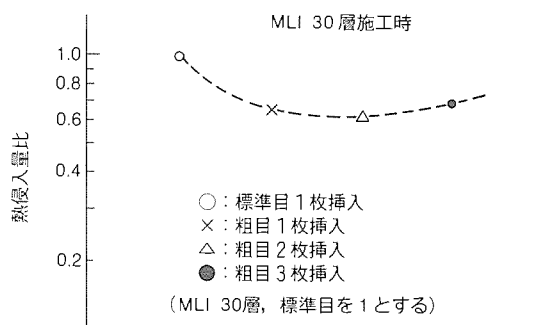 MLI 30層施工時
1.0
0.8
0.6
0.4
0.2
熱侵入量比
○：標準目1枚挿入
×：粗目1枚挿入
△：粗目2枚挿入
●：粗目3枚挿入
（MLI 30層，標準目を1とする）